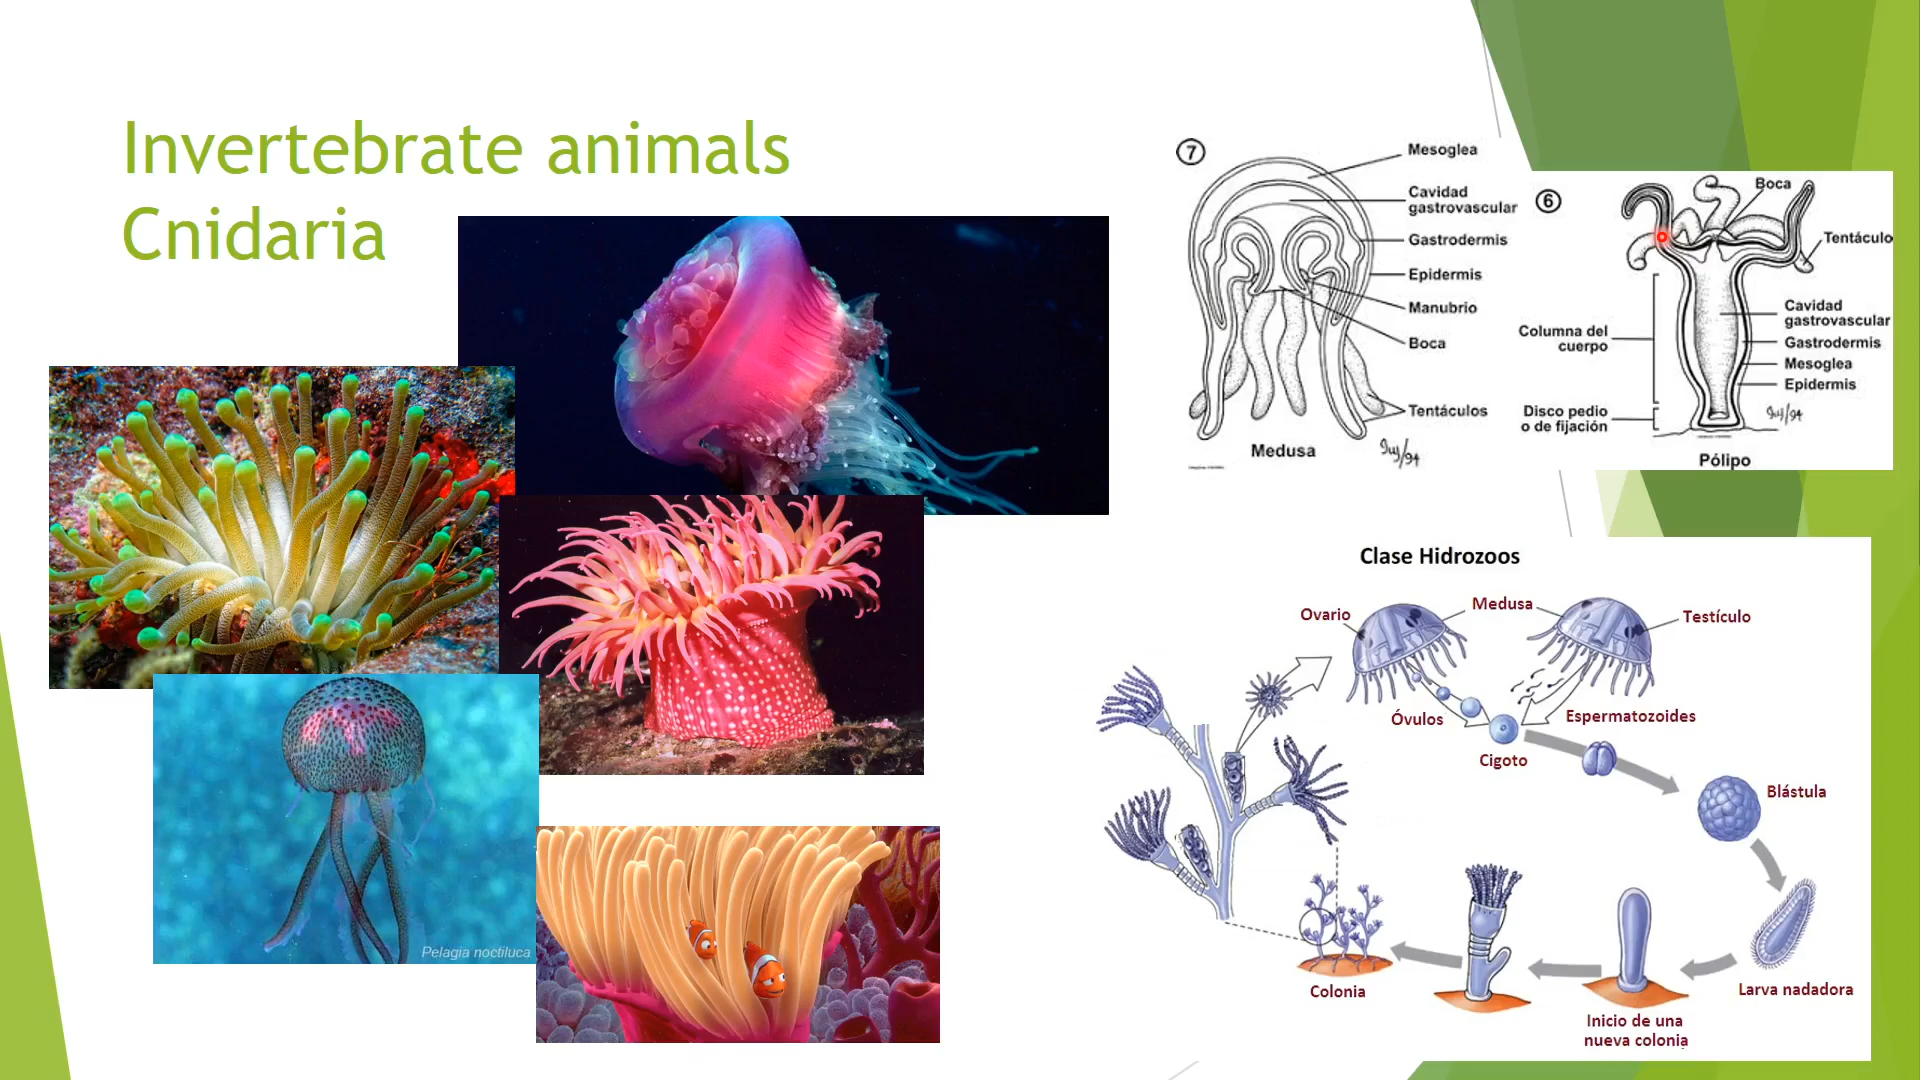 Invertebrate animals
Cnidaria
7
Mesoglea
Cavidad
gastrovascular
Gastrodermis
Epidermis
Manubrio
Boca
Tentáculos
Medusa
6
Boca
Tentáculo
Cavidad
gastrovascular
Gastrodermis
Mesoglea
Epidermis
Columna del
cuerpo
Disco pedio
o de fijación
Pólipo
Pelagia noctiluca
Clase Hidrozoos
Ovario
Medusa
Testículo
Óvulos
Espermatozoides
Cigoto
Blástula
Larva nadadora
Inicio de una
nueva colonia
Colonia